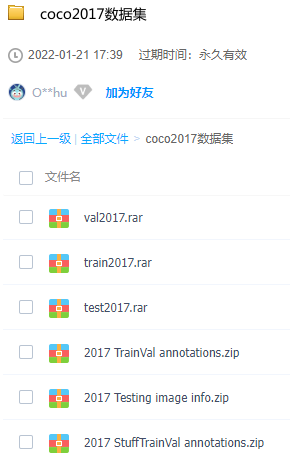 coco2017数据集
2022-01-21 17:39 过期时间：永久有效
O**hu 加为好友
返回上一级 | 全部文件 > coco2017数据集
文件名
val2017.rar
train2017.rar
test2017.rar
2017 TrainVal annotations.zip
2017 Testing image info.zip
2017 StuffTrainVal annotations.zip